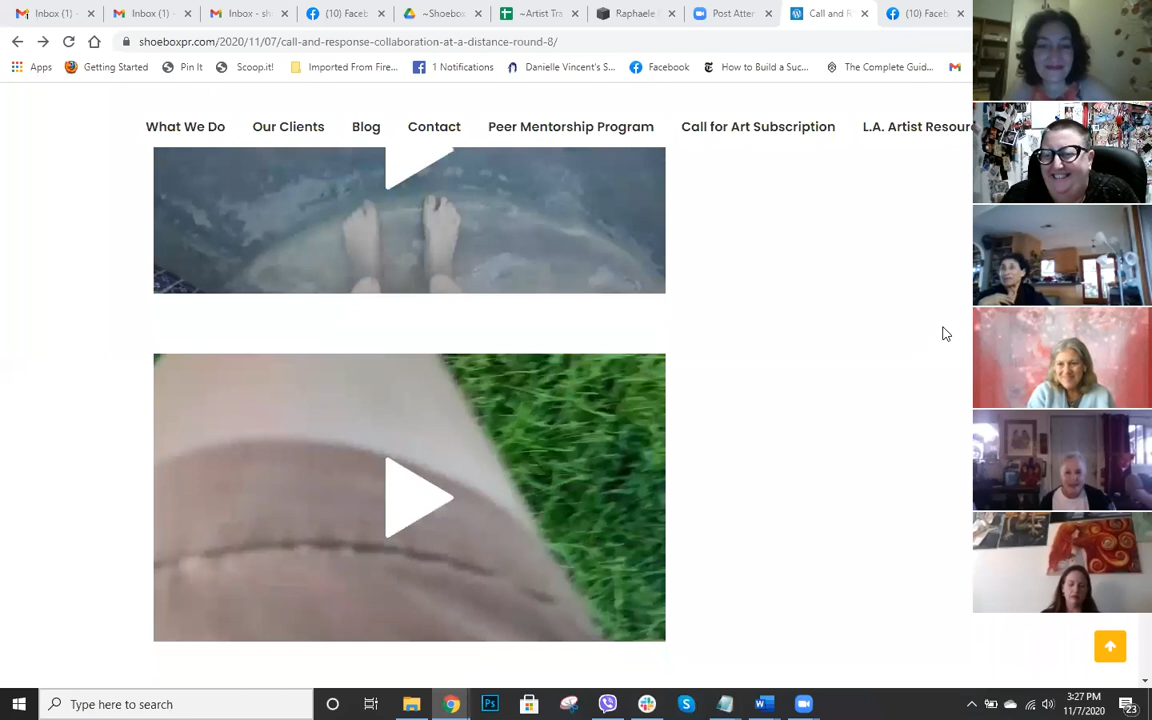 Inbox (1) -
Inbox (1) -
Inbox - sh
(10) Faceb
~Shoebox
~Artist Tra
Raphaele
Post Atter
Call and R
(10) Faceb
shoeboxpr.com/2020/11/07/call-and-response-collaboration-at-a-distance-round-8/
Apps
Getting Started
Pin It
Scoop.it!
Imported From Fire...
1 Notifications
Danielle Vincent's S...
Facebook
How to Build a Suc...
The Complete Guid...
What We Do
Our Clients
Blog
Contact
Peer Mentorship Program
Call for Art Subscription
L.A. Artist Resour
Type here to search
3:27 PM
11/7/2020
23